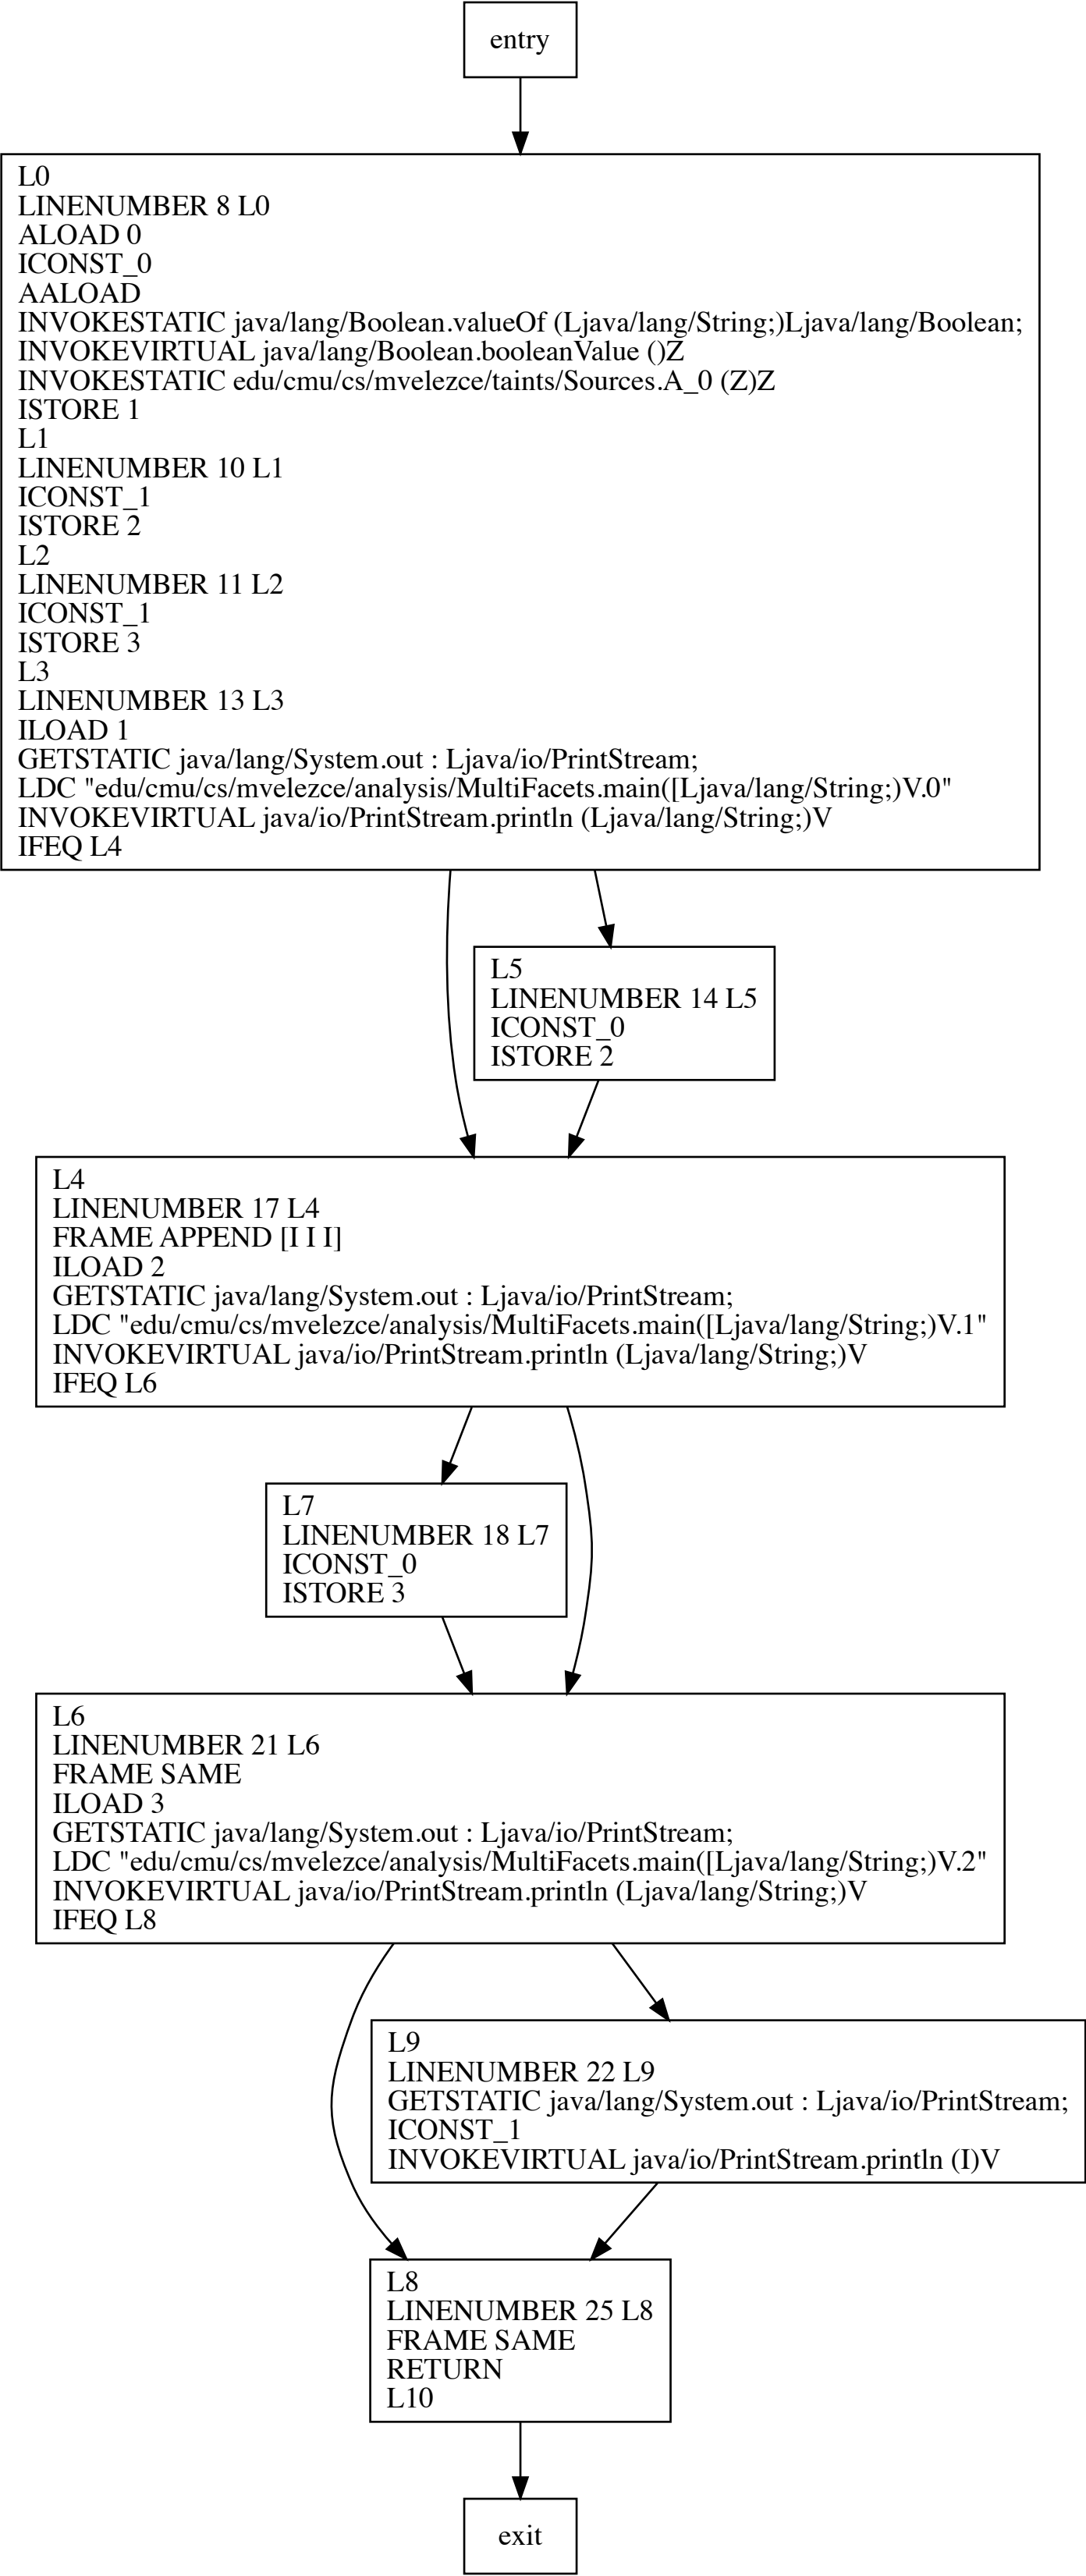 entry
L0
LINENUMBER 8 L0
ALOAD 0
ICONST_0
AALOAD
INVOKESTATIC java/lang/Boolean.valueOf (Ljava/lang/String;)Ljava/lang/Boolean;
INVOKEVIRTUAL java/lang/Boolean.booleanValue ()Z
INVOKESTATIC edu/cmu/cs/mvelezce/taints/Sources.A_0 (Z)Z
ISTORE 1
L1
LINENUMBER 10 L1
ICONST_1
ISTORE 2
L2
LINENUMBER 11 L2
ICONST_1
ISTORE 3
L3
LINENUMBER 13 L3
ILOAD 1
GETSTATIC java/lang/System.out : Ljava/io/PrintStream;
LDC "edu/cmu/cs/mvelezce/analysis/MultiFacets.main([Ljava/lang/String;)V.0"
INVOKEVIRTUAL java/io/PrintStream.println (Ljava/lang/String;)V
IFEQ L4
L5
LINENUMBER 14 L5
ICONST_0
ISTORE 2
L4
LINENUMBER 17 L4
FRAME APPEND [I I I]
ILOAD 2
GETSTATIC java/lang/System.out : Ljava/io/PrintStream;
LDC "edu/cmu/cs/mvelezce/analysis/MultiFacets.main([Ljava/lang/String;)V.1"
INVOKEVIRTUAL java/io/PrintStream.println (Ljava/lang/String;)V
IFEQ L6
L7
LINENUMBER 18 L7
ICONST_0
ISTORE 3
L6
LINENUMBER 21 L6
FRAME SAME
ILOAD 3
GETSTATIC java/lang/System.out : Ljava/io/PrintStream;
LDC "edu/cmu/cs/mvelezce/analysis/MultiFacets.main([Ljava/lang/String;)V.2"
INVOKEVIRTUAL java/io/PrintStream.println (Ljava/lang/String;)V
IFEQ L8
L9
LINENUMBER 22 L9
GETSTATIC java/lang/System.out : Ljava/io/PrintStream;
ICONST_1
INVOKEVIRTUAL java/io/PrintStream.println (I)V
L8
LINENUMBER 25 L8
FRAME SAME
RETURN
L10
exit